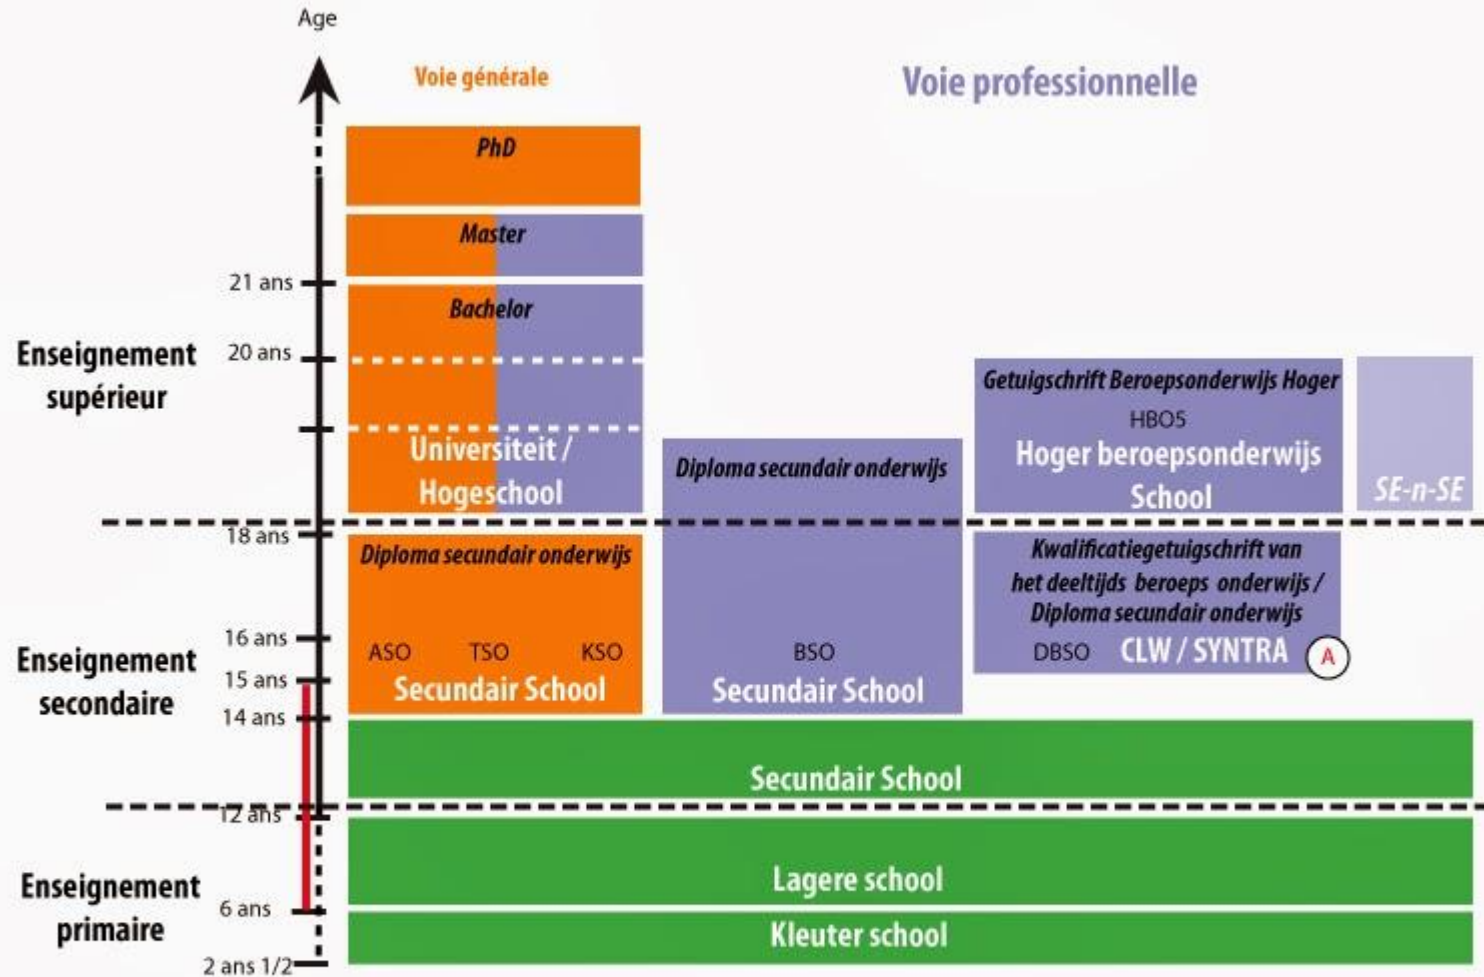 Age
Voie générale
Voie professionnelle
PhD
Master
21 ans
Bachelor
Enseignement
supérieur
20 ans
Universiteit /
Hogeschool
Diploma secundair onderwijs
Getuigschrift Beroepsonderwijs Hoger
HBO5
Hoger beroepsonderwijs
School
SE-n-SE
18 ans
Diploma secundair onderwijs
Kwalificatiegetuigschrift van
het deeltijds beroeps onderwijs /
Diploma secundair onderwijs
Enseignement
secondaire
16 ans
15 ans
14 ans
ASO TSO KSO
Secundair School
BSO
Secundair School
DBSO CLW / SYNTRA A
Secundair School
12 ans
Enseignement
primaire
Lagere school
6 ans
Kleuter school
2 ans 1/2